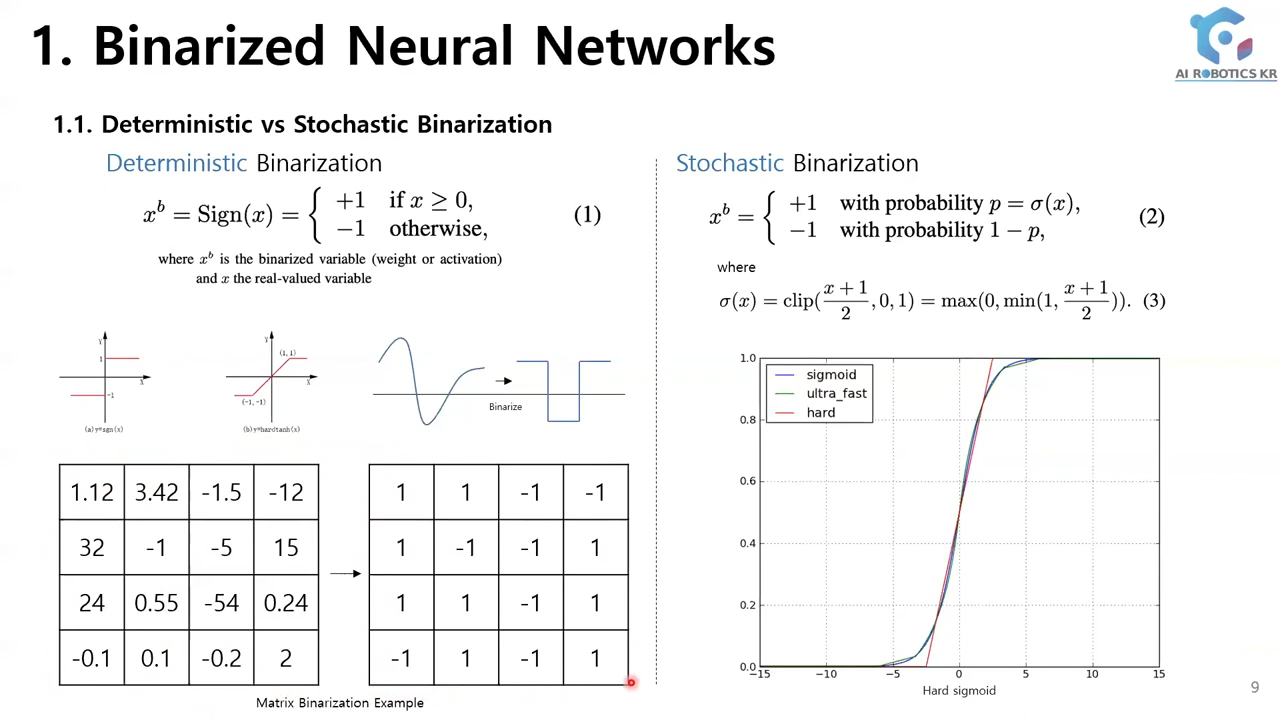 1. Binarized Neural Networks
AI ROBOTICS KR
1.1. Deterministic vs Stochastic Binarization
Deterministic Binarization
x^b = Sign(x) = { +1 if x ≥ 0,
−1 otherwise, (1)
where x^b is the binarized variable (weight or activation)
and x the real-valued variable
Y
1
X
-1
(a)y=sgn(x)
Y
(1, 1)
X
(-1, -1)
(b)y=hardtanh(x)
Binarize
1.12 3.42 -1.5 -12
32 -1 -5 15
24 0.55 -54 0.24
-0.1 0.1 -0.2 2
1 1 -1 -1
1 -1 -1 1
1 1 -1 1
-1 1 -1 1
Matrix Binarization Example
Stochastic Binarization
x^b = { +1 with probability p = σ(x),
−1 with probability 1 − p, (2)
where
σ(x) = clip((x + 1)/2, 0, 1) = max(0, min(1, (x + 1)/2)). (3)
sigmoid
ultra_fast
hard
1.0
0.8
0.6
0.4
0.2
0.0
−15 −10 −5 0 5 10 15
Hard sigmoid
9